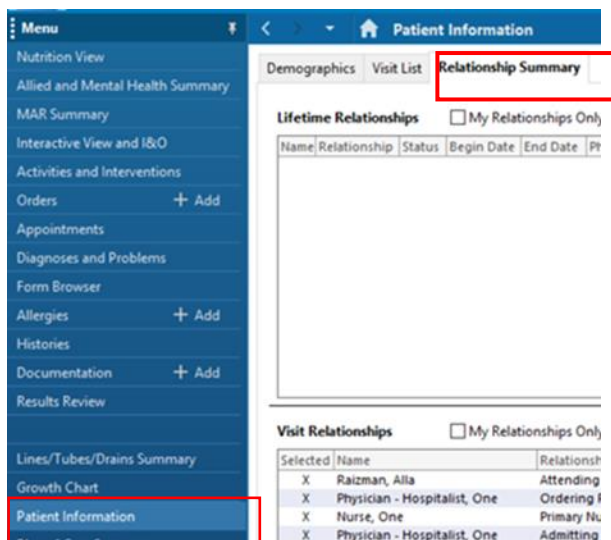 Menu
Nutrition View
Allied and Mental Health Summary
MAR Summary
Interactive View and I&O
Activities and Interventions
Orders + Add
Appointments
Diagnoses and Problems
Form Browser
Allergies + Add
Histories
Documentation + Add
Results Review
Lines/Tubes/Drains Summary
Growth Chart
Patient Information
Patient Information
Demographics Visit List Relationship Summary
Lifetime Relationships My Relationships Only
Name Relationship Status Begin Date End Date Ph
Visit Relationships My Relationships Only
Selected Name Relationsh
X Raizman, Alla Attending
X Physician - Hospitalist, One Ordering
X Nurse, One Primary Nu
X Physician - Hospitalist, One Admitting